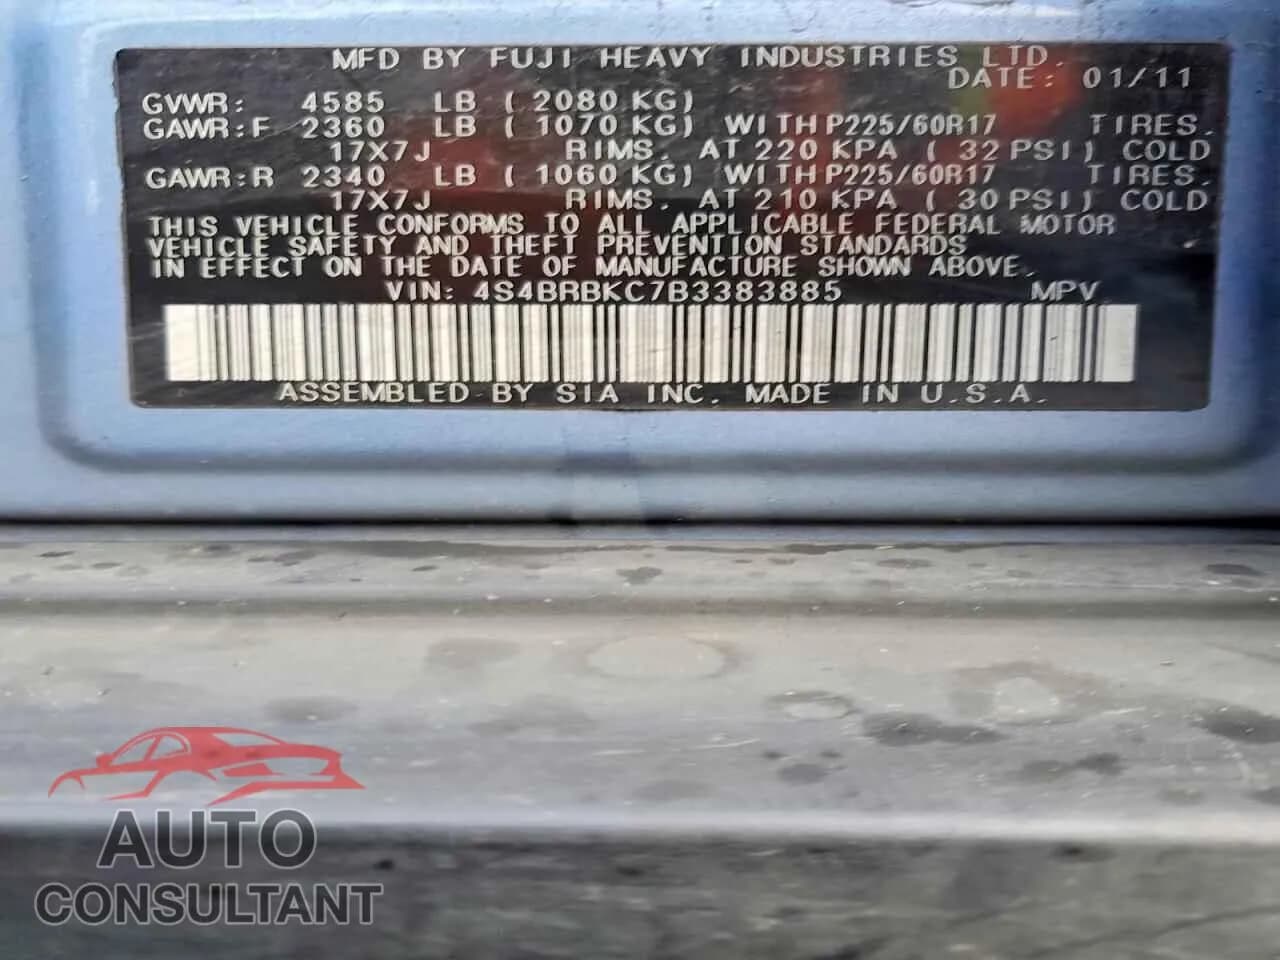 MFD BY FUJI HEAVY INDUSTRIES LTD.
DATE: 01/11
GVWR: 4585 LB ( 2080 KG)
GAWR:F 2360 LB ( 1070 KG) WITH P225/60R17 TIRES.
17X7J RIMS. AT 220 KPA ( 32 PSI) COLD
GAWR:R 2340 LB ( 1060 KG) WITH P225/60R17 TIRES.
17X7J RIMS. AT 210 KPA ( 30 PSI) COLD
THIS VEHICLE CONFORMS TO ALL APPLICABLE FEDERAL MOTOR
VEHICLE SAFETY AND THEFT PREVENTION STANDARDS
IN EFFECT ON THE DATE OF MANUFACTURE SHOWN ABOVE.
VIN: 4S4BRBKC7B3383885 MPV
ASSEMBLED BY SIA INC. MADE IN U.S.A.
AUTO
CONSULTANT